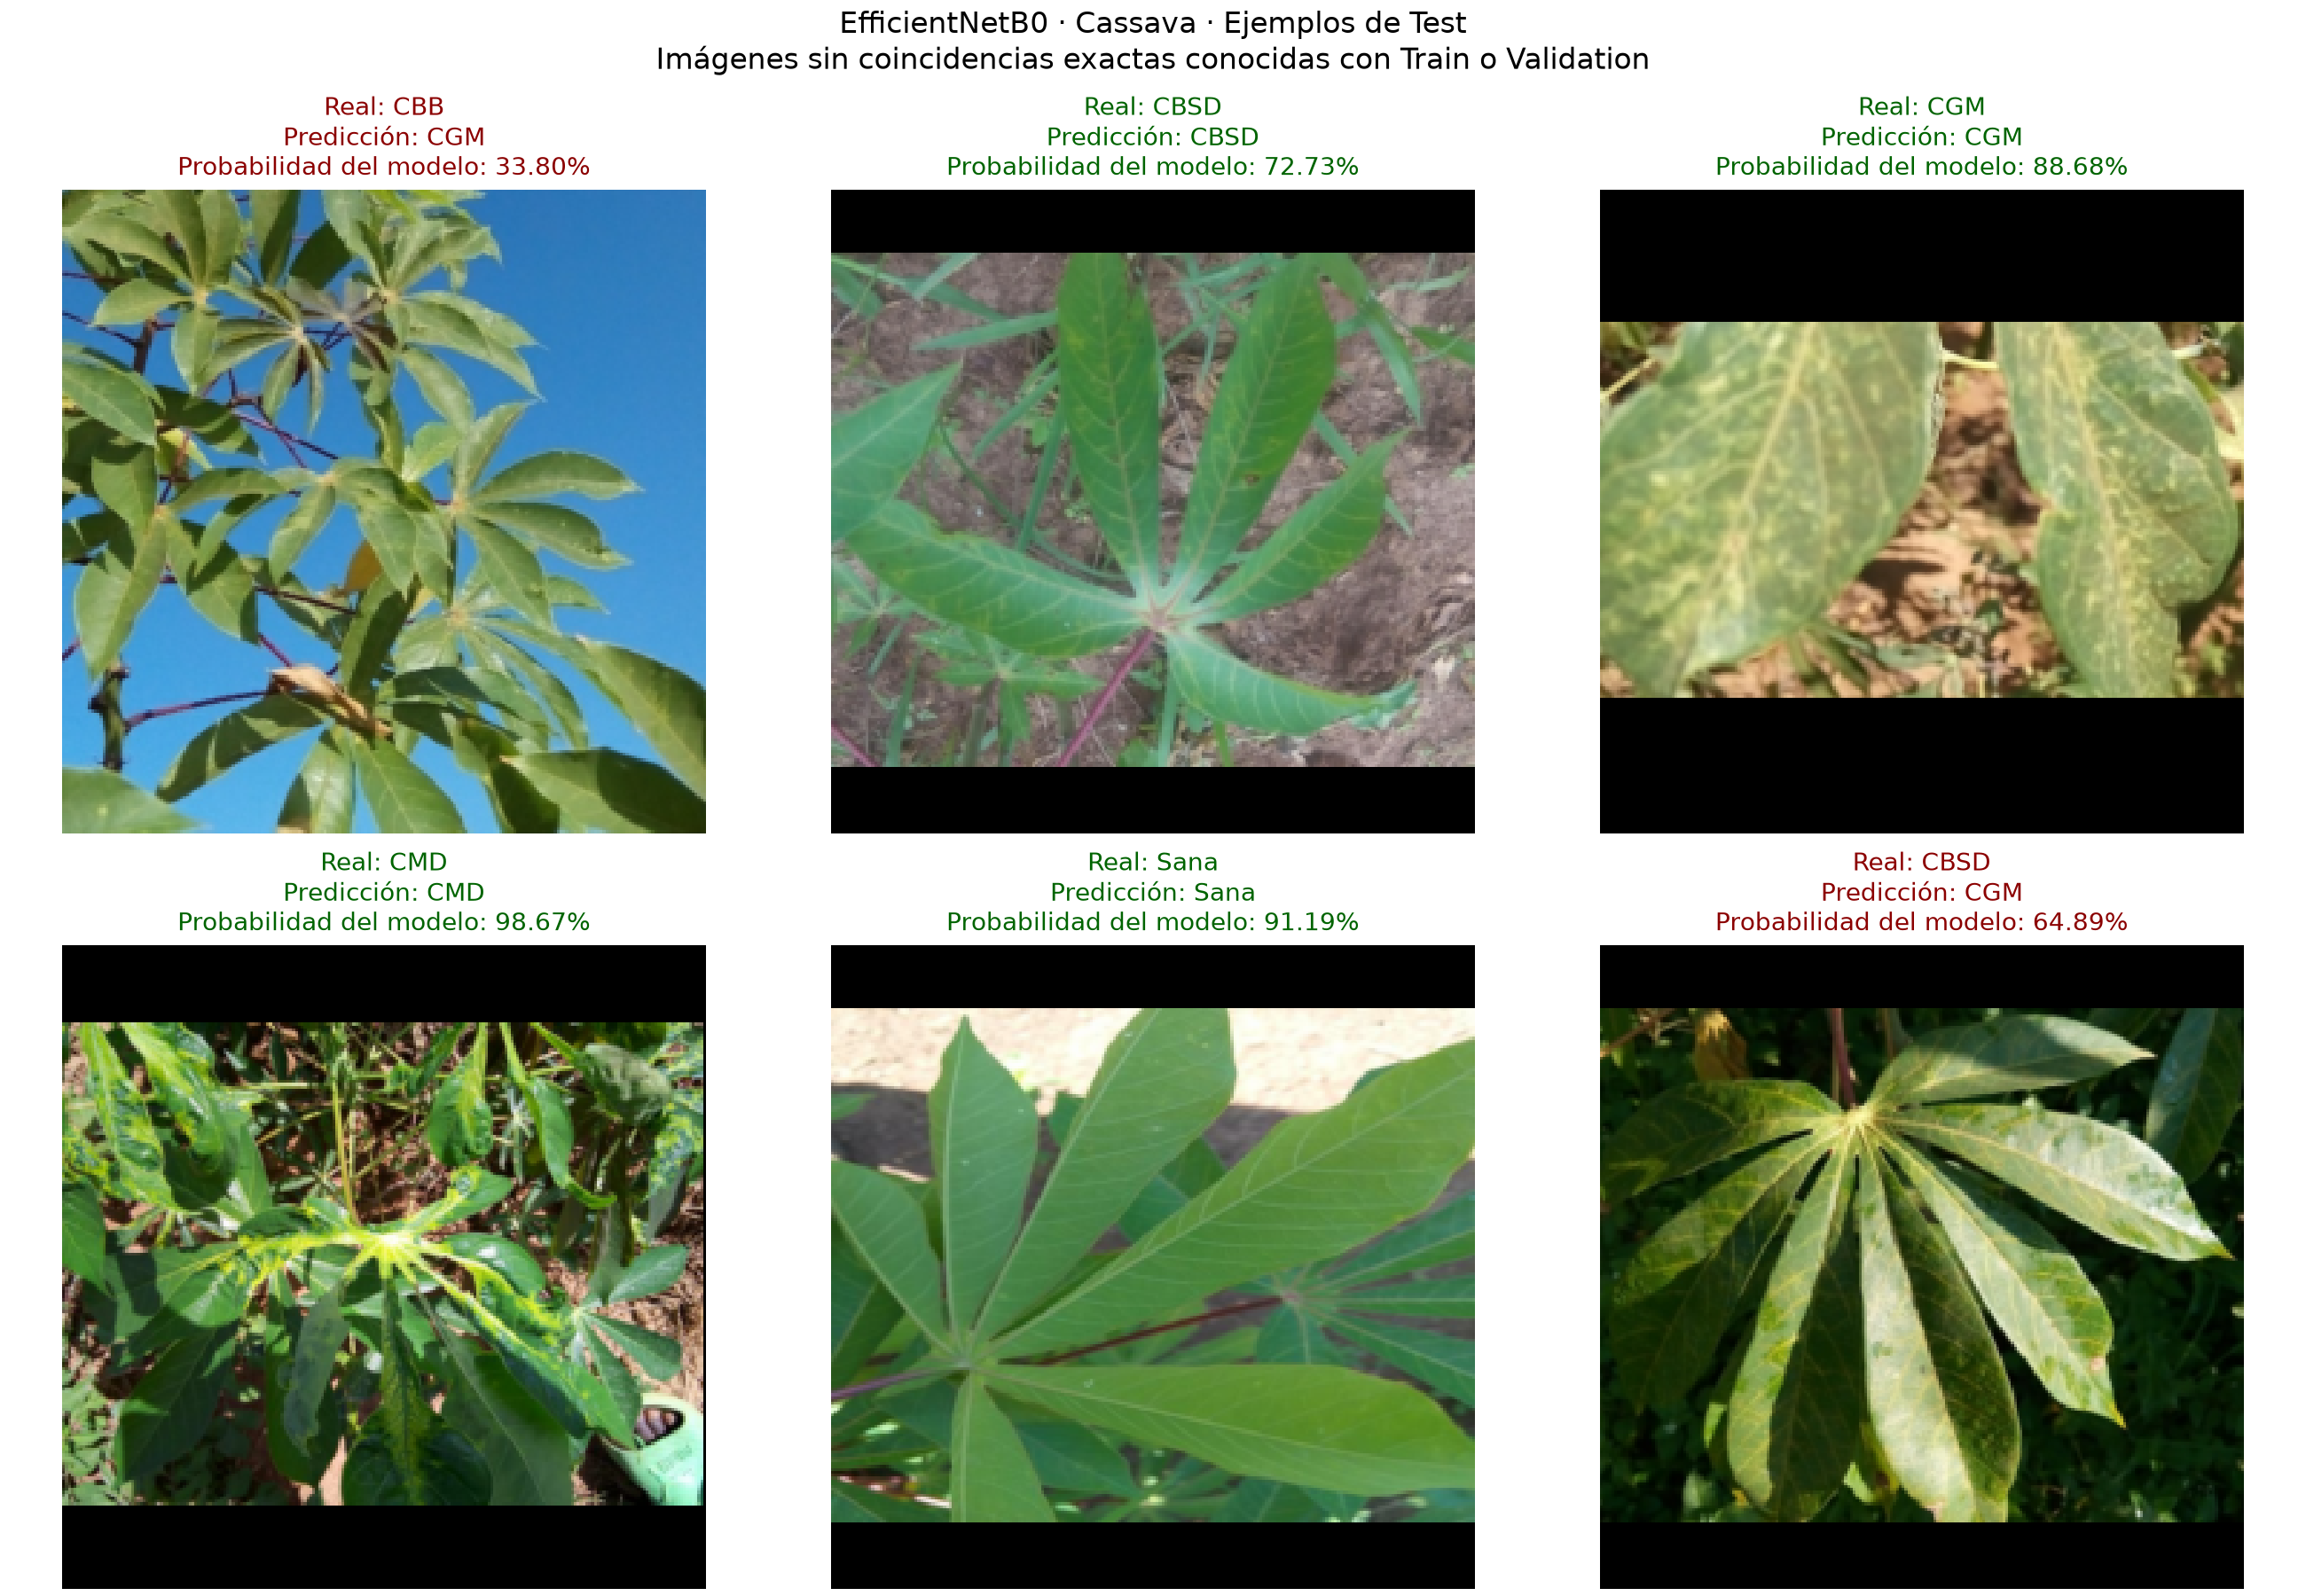 EfficientNetB0 · Cassava · Ejemplos de Test
Imágenes sin coincidencias exactas conocidas con Train o Validation
Real: CBB
Predicción: CGM
Probabilidad del modelo: 33.80%
Real: CBSD
Predicción: CBSD
Probabilidad del modelo: 72.73%
Real: CGM
Predicción: CGM
Probabilidad del modelo: 88.68%
Real: CMD
Predicción: CMD
Probabilidad del modelo: 98.67%
Real: Sana
Predicción: Sana
Probabilidad del modelo: 91.19%
Real: CBSD
Predicción: CGM
Probabilidad del modelo: 64.89%